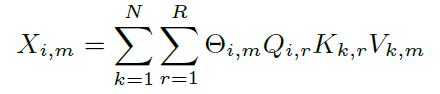 $X_{i,m} = \sum_{k=1}^{N} \sum_{r=1}^{R} \Theta_{i,m} Q_{i,r} K_{k,r} V_{k,m}$